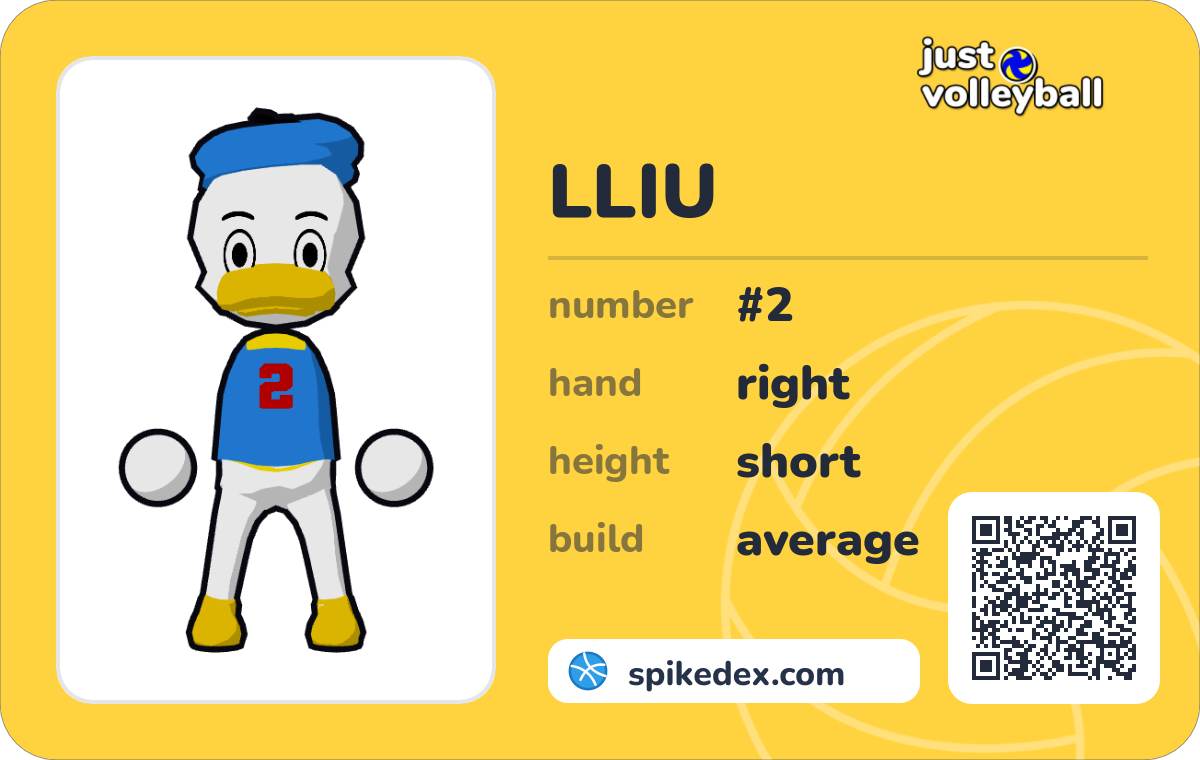 just
volleyball
LLIU
number #2
hand right
height short
build average
2
spikedex.com